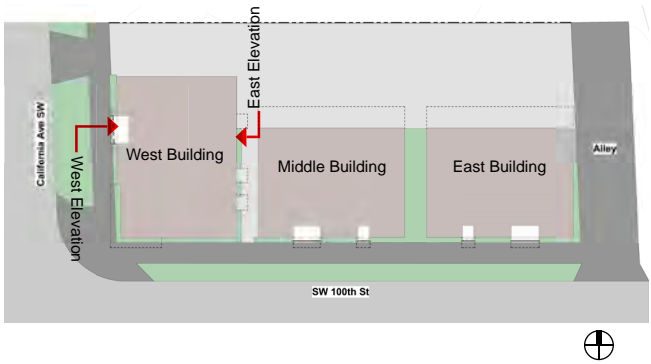 East Elevation
California Ave SW
West Building
Middle Building
East Building
Alley
West Elevation
SW 100th St